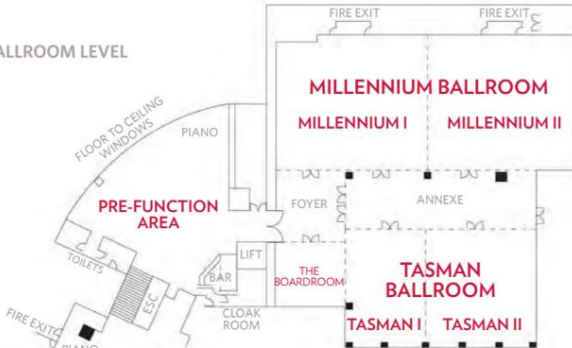 FIRE EXIT
FIRE EXIT
ALLROOM LEVEL
MILLENNIUM BALLROOM
MILLENNIUM I
MILLENNIUM II
FLOOR TO CEILING
WINDOWS
PIANO
PRE-FUNCTION
AREA
FOYER
ANNEXE
TOILETS
LIFT
BAR
THE
BOARDROOM
TASMAN
BALLROOM
ESC
CLOAK
ROOM
TASMAN I
TASMAN II
FIRE EXIT
PIANO